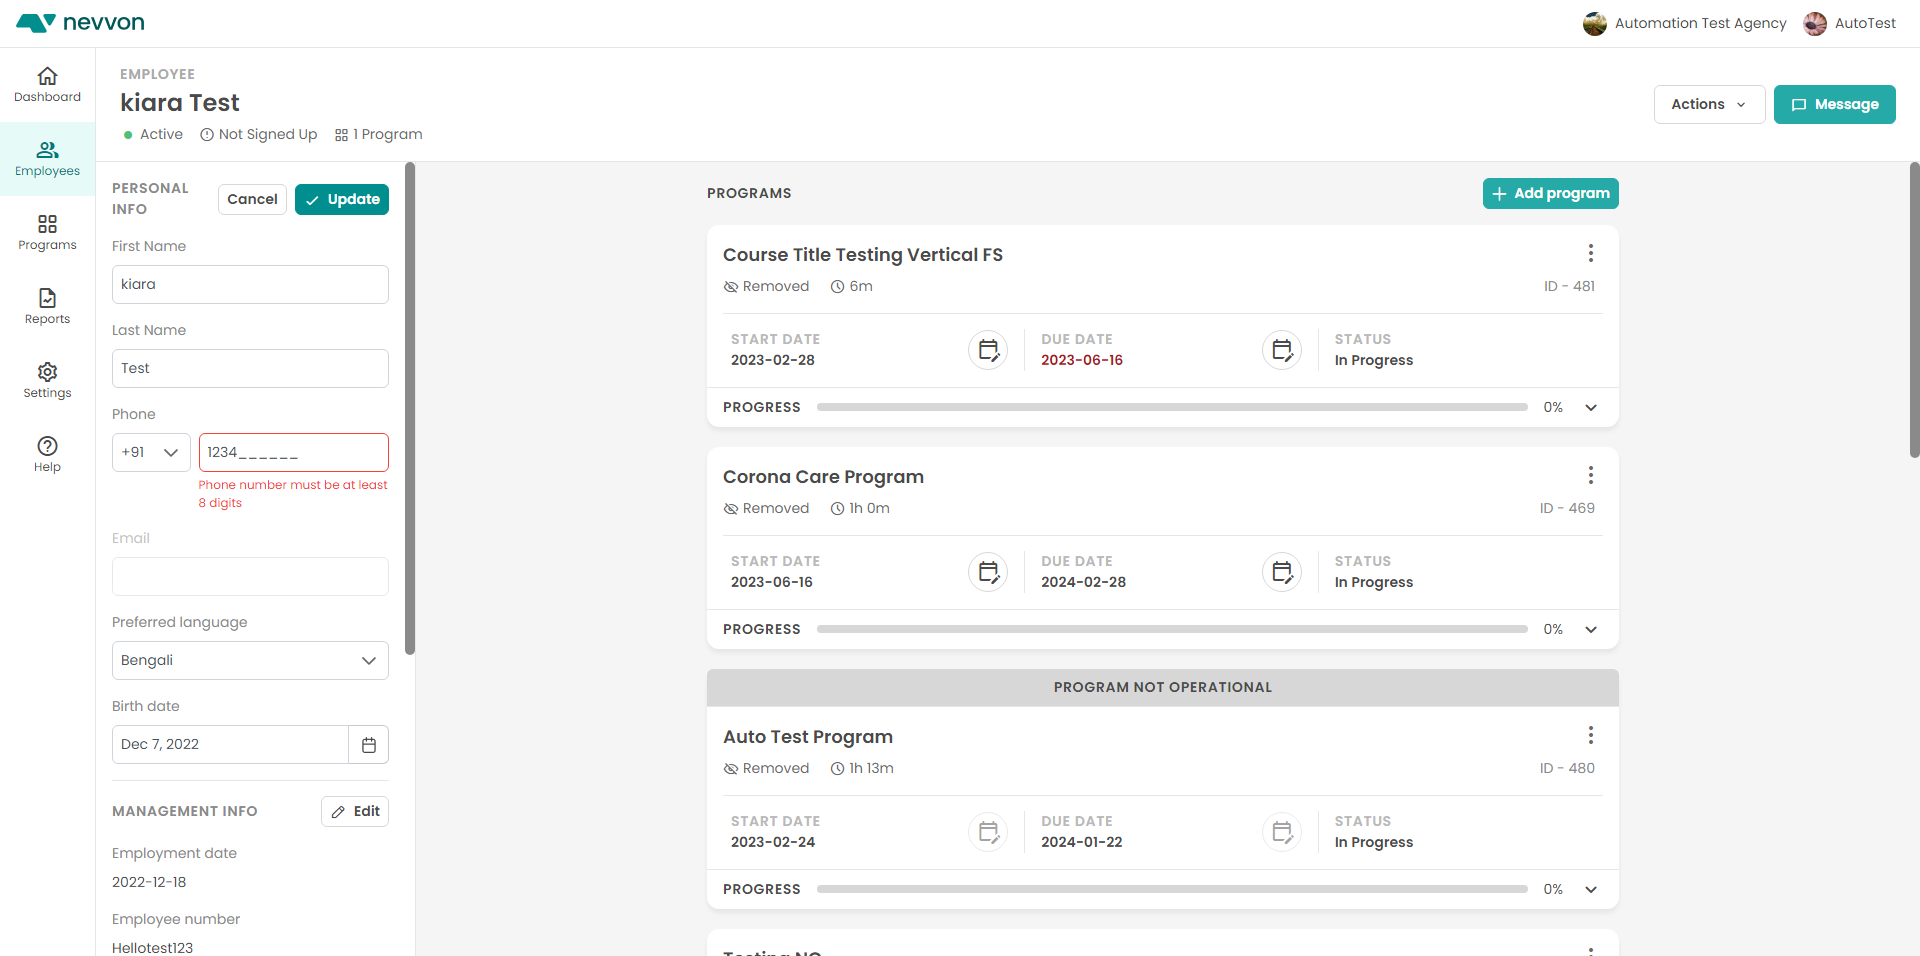 nevvon
Automation Test Agency
AutoTest
Dashboard
Employees
Programs
Reports
Settings
Help
EMPLOYEE
kiara Test
Active
Not Signed Up
1 Program
Actions
Message
PERSONAL
INFO
Cancel
Update
First Name
kiara
Last Name
Test
Phone
+91
1234______
Phone number must be at least
8 digits
Email
Preferred language
Bengali
Birth date
Dec 7, 2022
MANAGEMENT INFO
Edit
Employment date
2022-12-18
Employee number
Hellotest123
PROGRAMS
Add program
Course Title Testing Vertical FS
Removed
6m
ID - 481
START DATE
2023-02-28
DUE DATE
2023-06-16
STATUS
In Progress
PROGRESS
0%
Corona Care Program
Removed
1h 0m
ID - 469
START DATE
2023-06-16
DUE DATE
2024-02-28
STATUS
In Progress
PROGRESS
0%
PROGRAM NOT OPERATIONAL
Auto Test Program
Removed
1h 13m
ID - 480
START DATE
2023-02-24
DUE DATE
2024-01-22
STATUS
In Progress
PROGRESS
0%